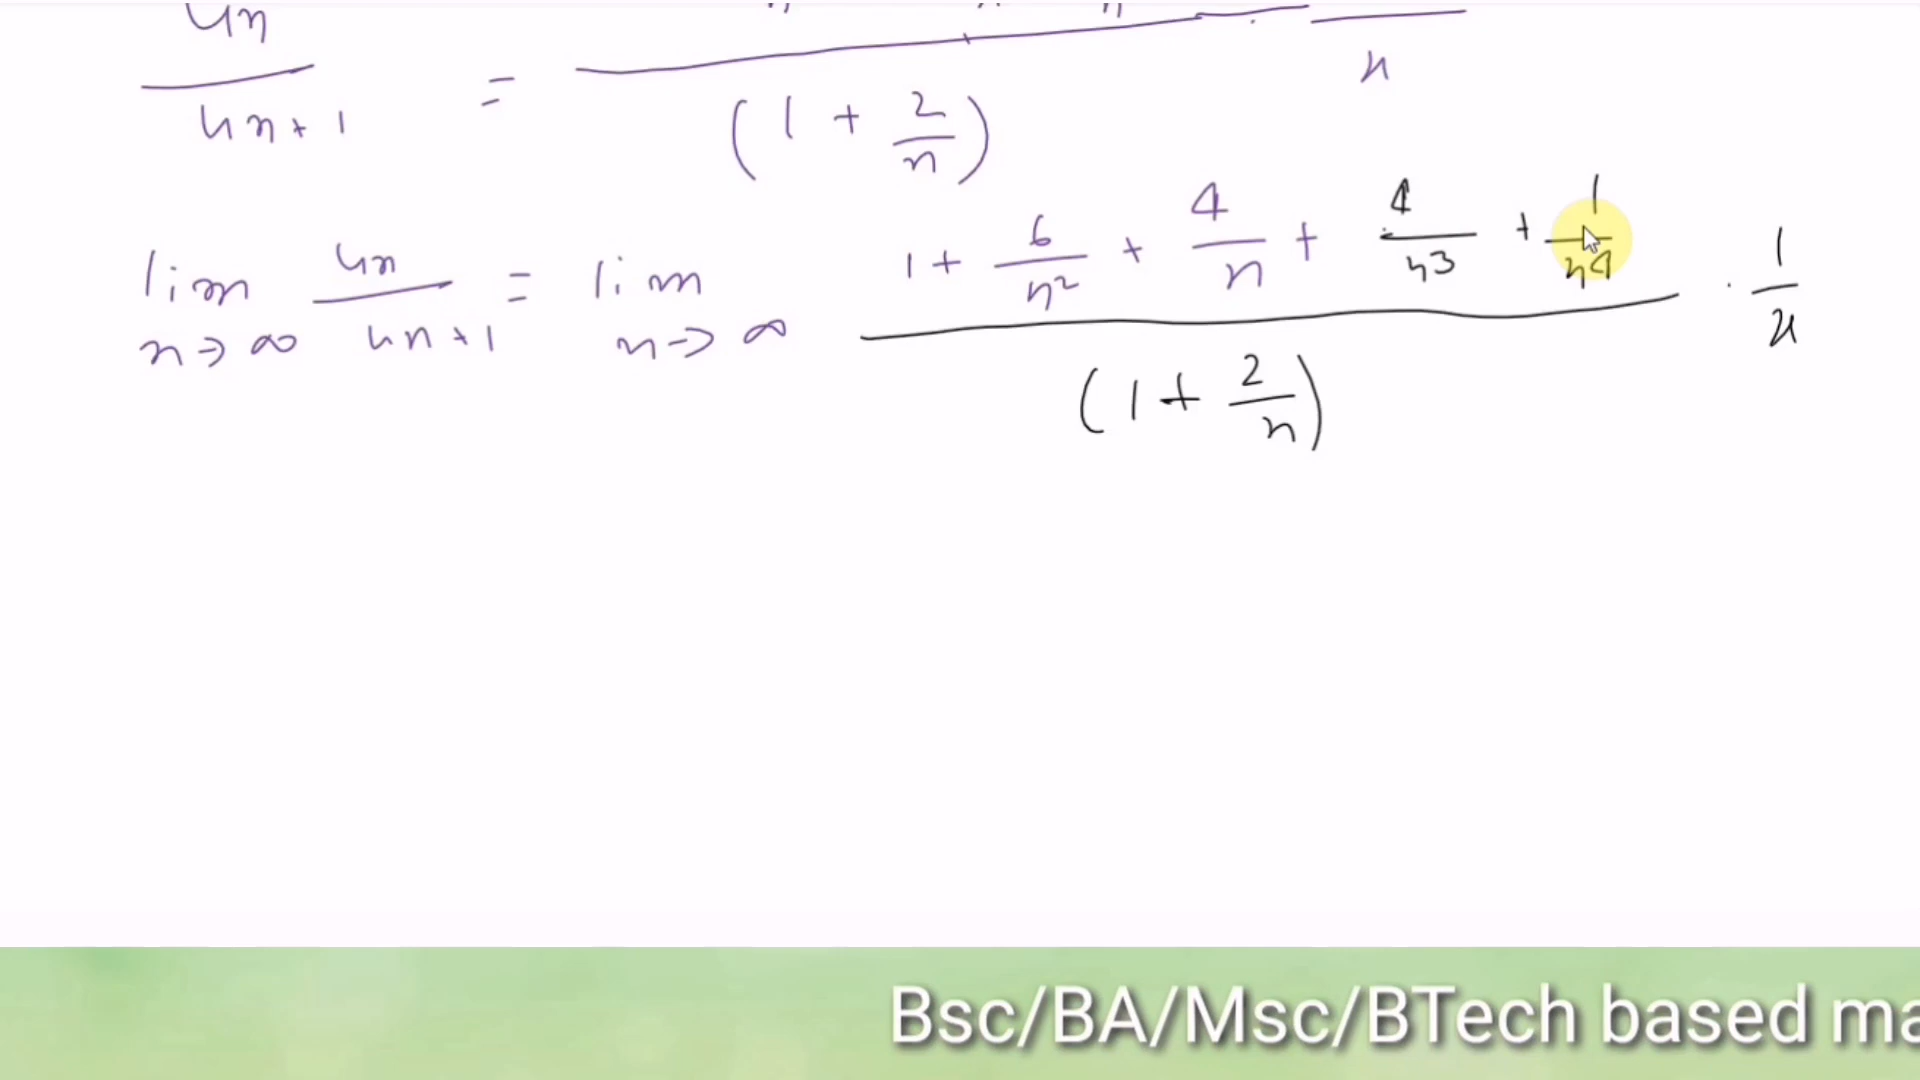 un
un+1 = (1 + 2/n) n
lim n→∞ un/un+1 = lim n→∞ 1 + 6/n² + 4/n + 4/n3 + 1/n4 / (1 + 2/n) · 1/x
Bsc/BA/Msc/BTech based ma